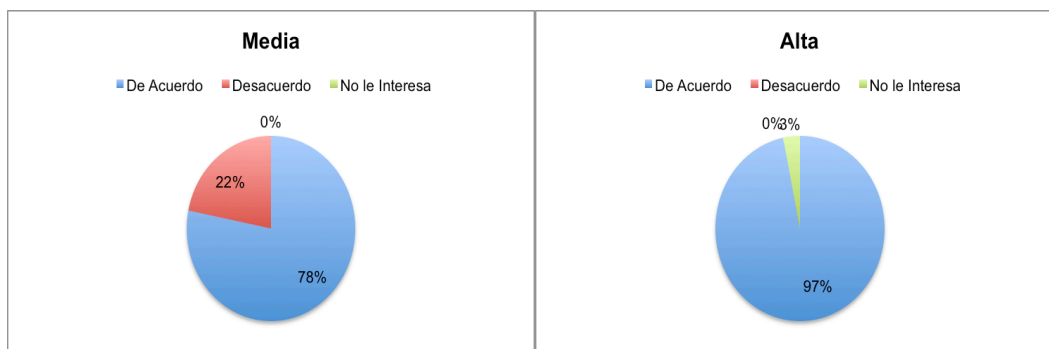 Media
De Acuerdo Desacuerdo No le Interesa
0%
22%
78%
Alta
De Acuerdo Desacuerdo No le Interesa
0% 3%
97%